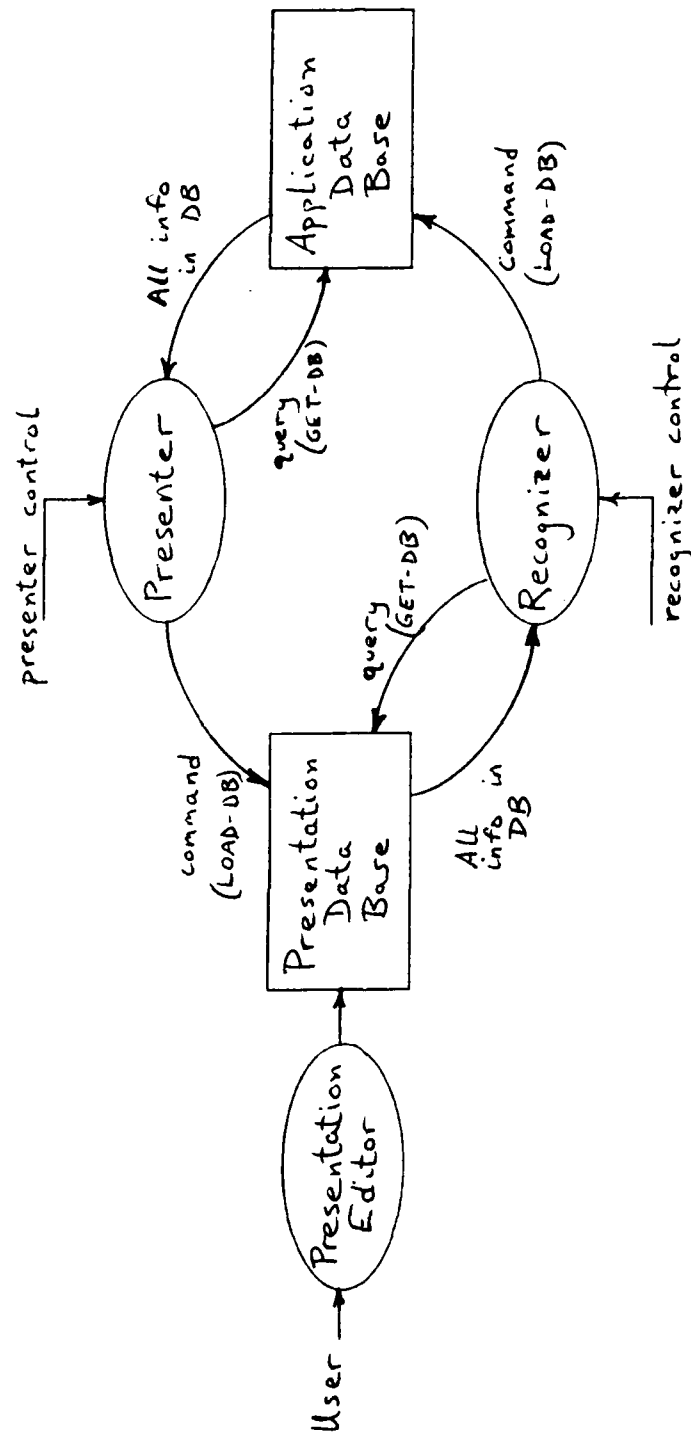 presenter control
Presenter
command
(LOAD-DB)
All info
in DB
query
(GET-DB)
User
Presentation
Editor
Presentation
Data
Base
Application
Data
Base
query
(GET-DB)
All
info in
DB
Command
(LOAD-DB)
Recognizer
recognizer control